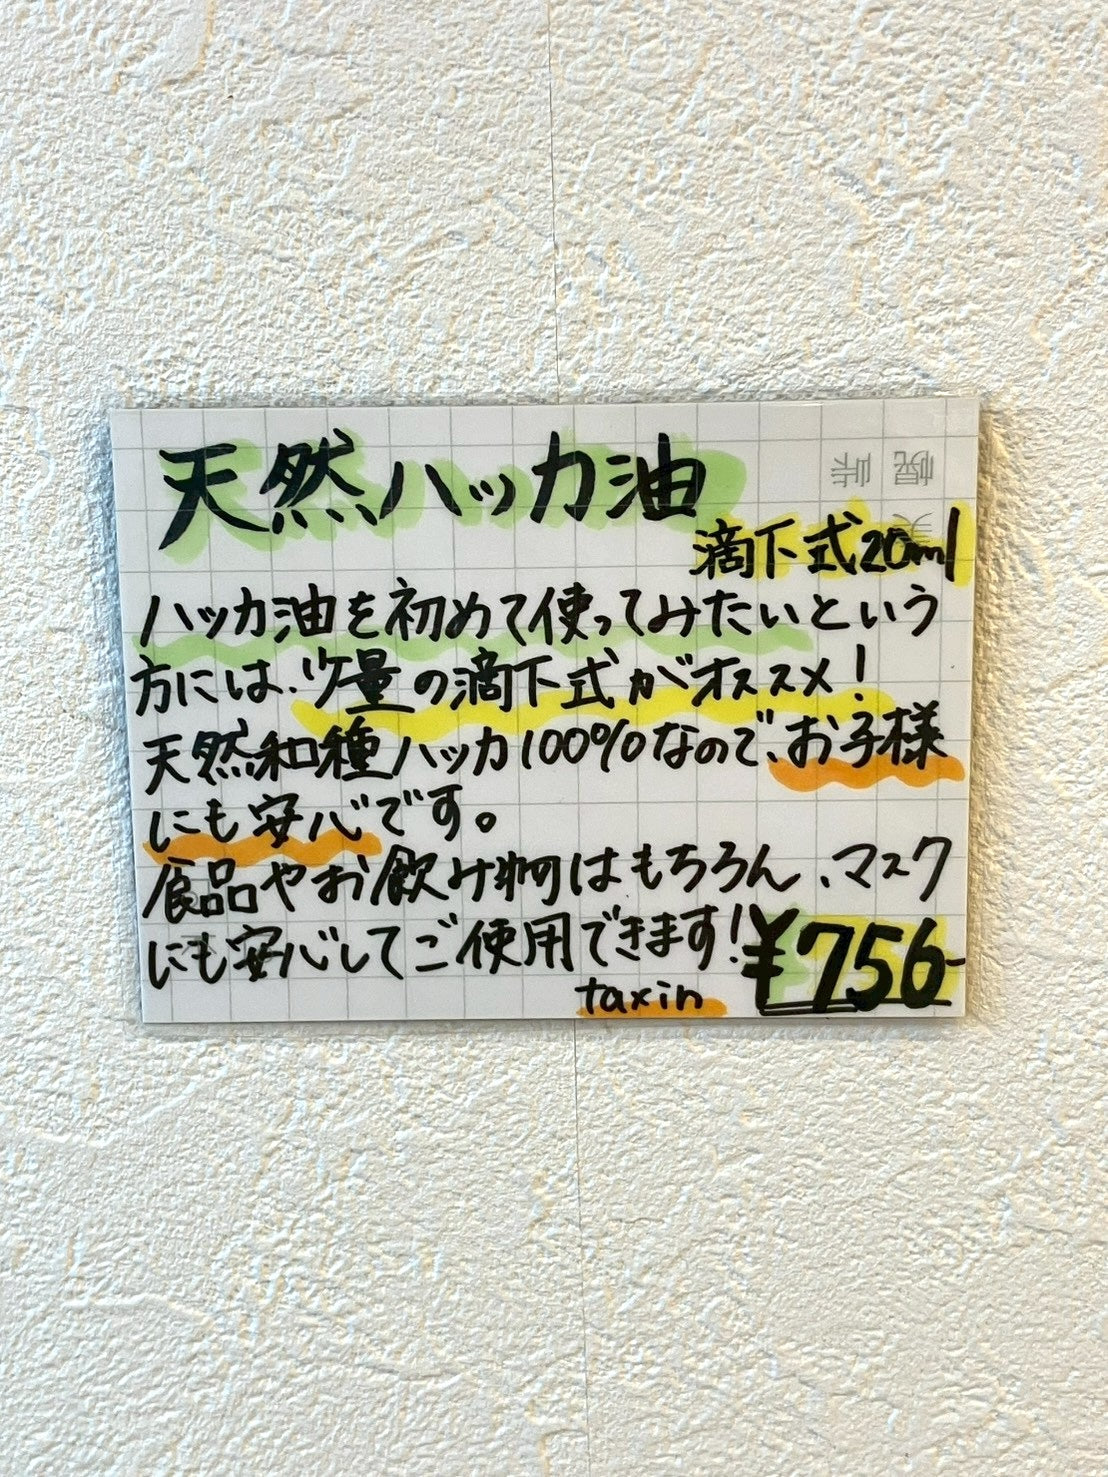 天然ハッカ油
滴下式20ml
ハッカ油を初めて使ってみたいという
方には、少量の滴下式がオススメ!
天然和種ハッカ100%なので、お子様
にも安心です。
食品やお飲み物はもちろん、マスク
にも安心してご使用できます!
¥756-
taxin